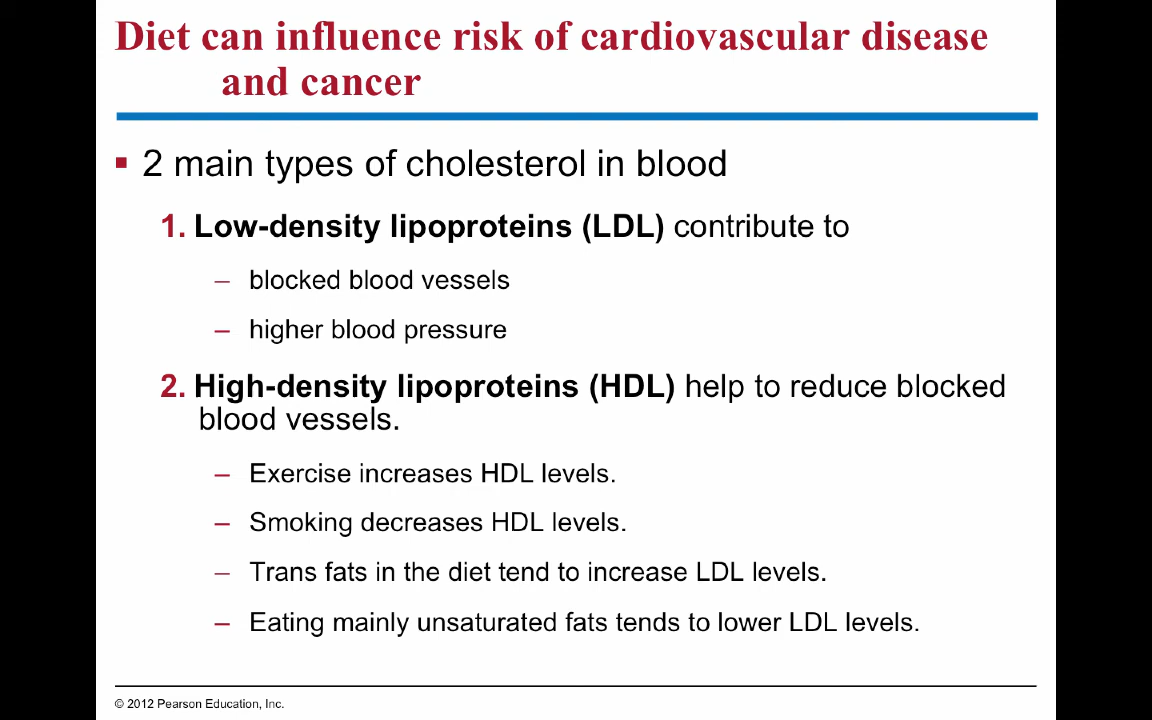 Diet can influence risk of cardiovascular disease
and cancer
▪ 2 main types of cholesterol in blood
1. Low-density lipoproteins (LDL) contribute to
– blocked blood vessels
– higher blood pressure
2. High-density lipoproteins (HDL) help to reduce blocked
blood vessels.
– Exercise increases HDL levels.
– Smoking decreases HDL levels.
– Trans fats in the diet tend to increase LDL levels.
– Eating mainly unsaturated fats tends to lower LDL levels.
© 2012 Pearson Education, Inc.